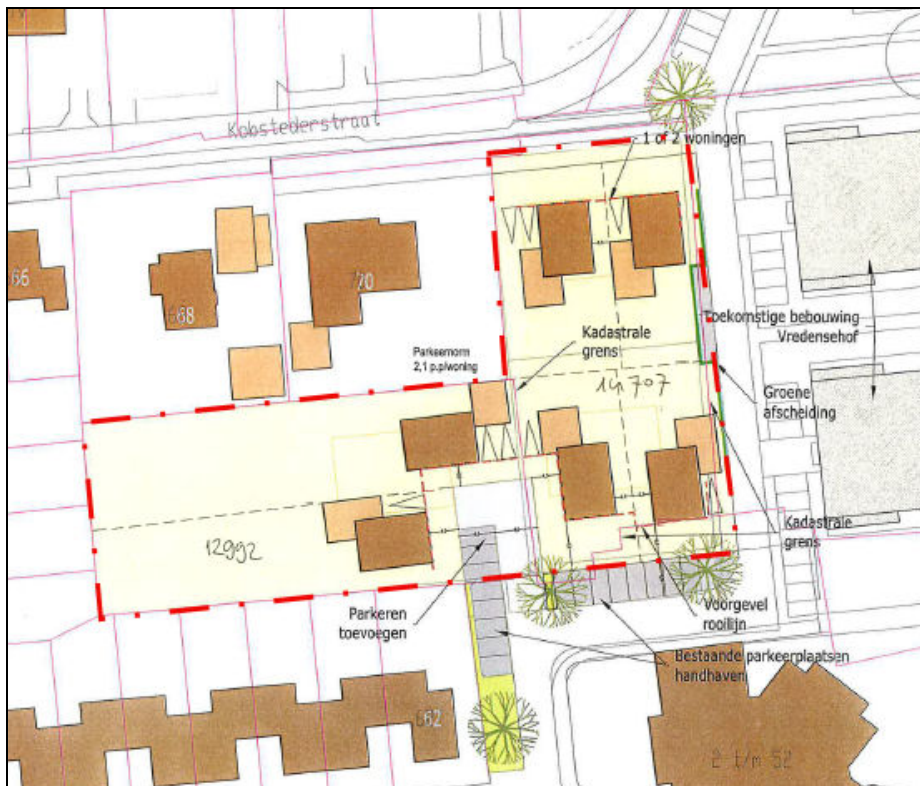 Kobstederstraat
1 of 2 woningen
66
68
70
Toekomstige bebouwing
Vredensehof
Kadastrale
grens
Parkeernorm
2,1 p.p/woning
14707
Groene
afscheiding
12992
Kadastrale
grens
Parkeren
toevoegen
Voorgevel
rooilijn
Bestaande parkeerplaatsen
handhaven
62
2 t/m 52